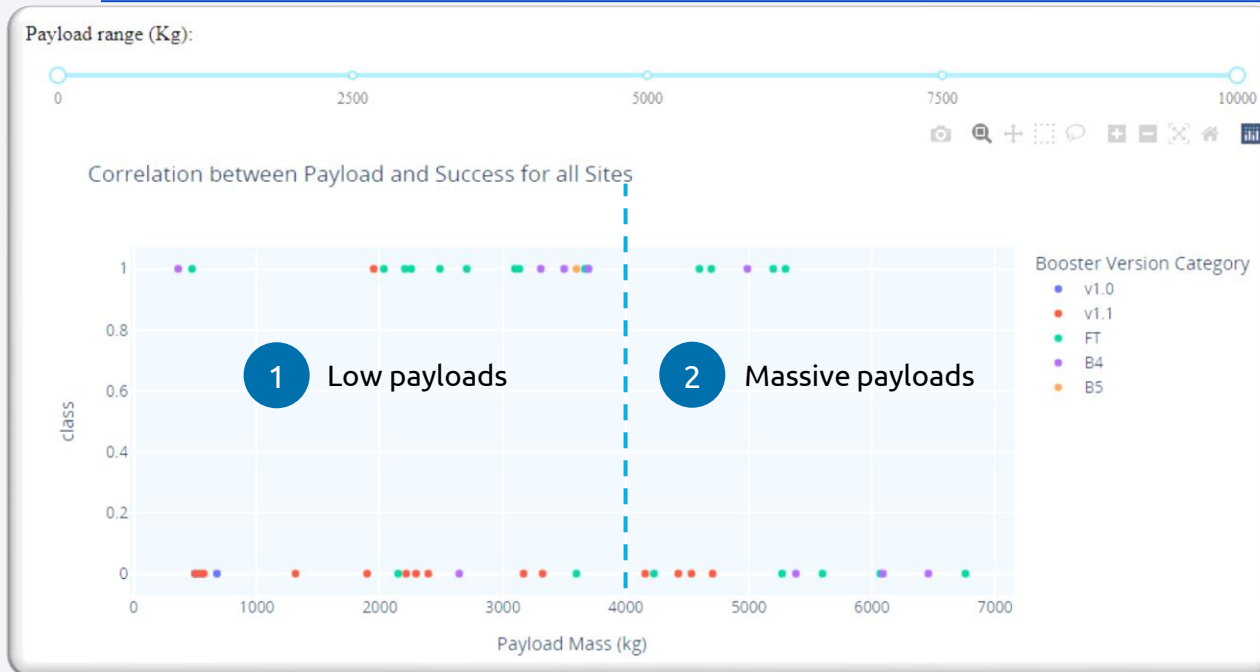 Payload range (Kg):
0 2500 5000 7500 10000
Correlation between Payload and Success for all Sites
Booster Version Category
v1.0
v1.1
FT
B4
B5
1
0.8
0.6
0.4
0.2
0
class
1 Low payloads
2 Massive payloads
0 1000 2000 3000 4000 5000 6000 7000
Payload Mass (kg)